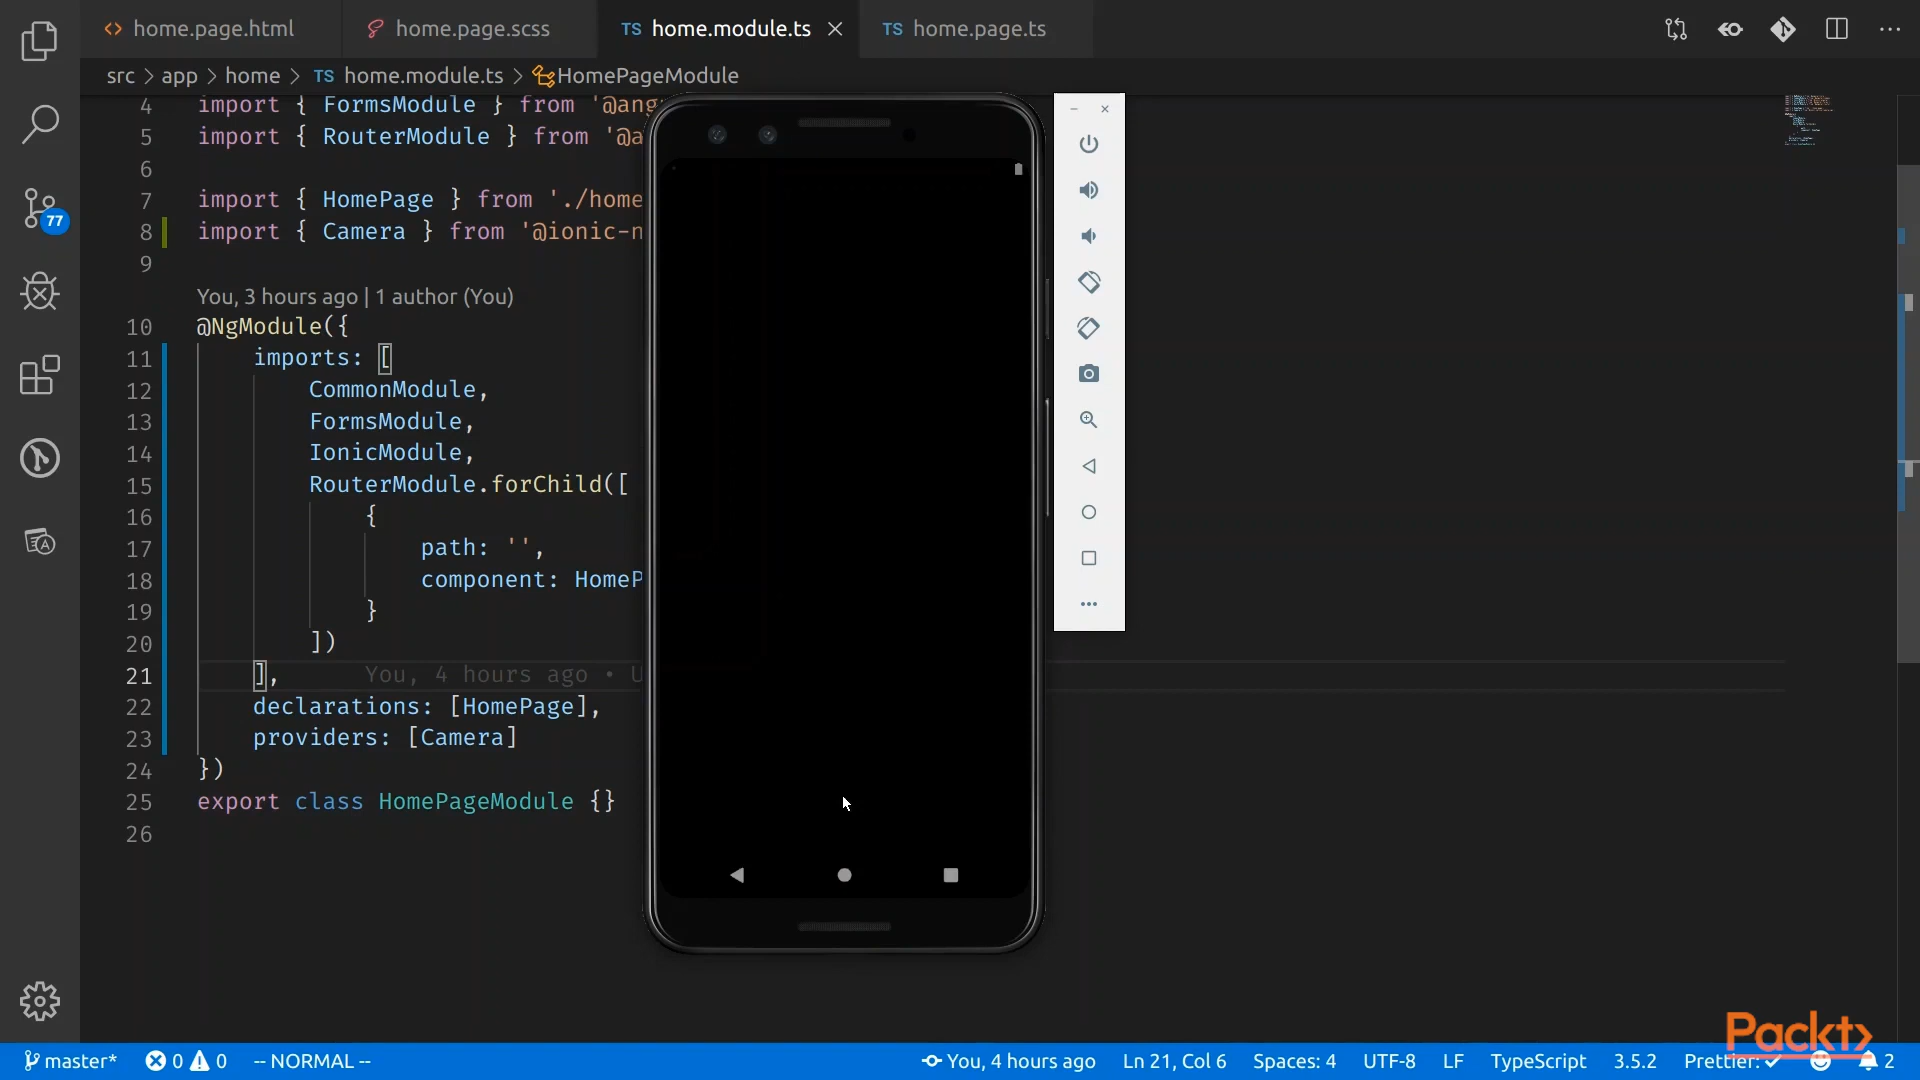 home.page.html
home.page.scss
TS home.module.ts
TS home.page.ts
src > app > home > TS home.module.ts > HomePageModule
4 import { FormsModule } from '@ang
5 import { RouterModule } from '@a
6
7 import { HomePage } from './home
8 import { Camera } from '@ionic-n
9
You, 3 hours ago | 1 author (You)
10 @NgModule({
11 imports: [
12 CommonModule,
13 FormsModule,
14 IonicModule,
15 RouterModule.forChild([
16 {
17 path: '',
18 component: HomeP
19 }
20 ])
21 ], You, 4 hours ago • U
22 declarations: [HomePage],
23 providers: [Camera]
24 })
25 export class HomePageModule {}
26
77
Packt>
master* 0 0 -- NORMAL -- You, 4 hours ago Ln 21, Col 6 Spaces: 4 UTF-8 LF TypeScript 3.5.2 Prettier: ✓ 2